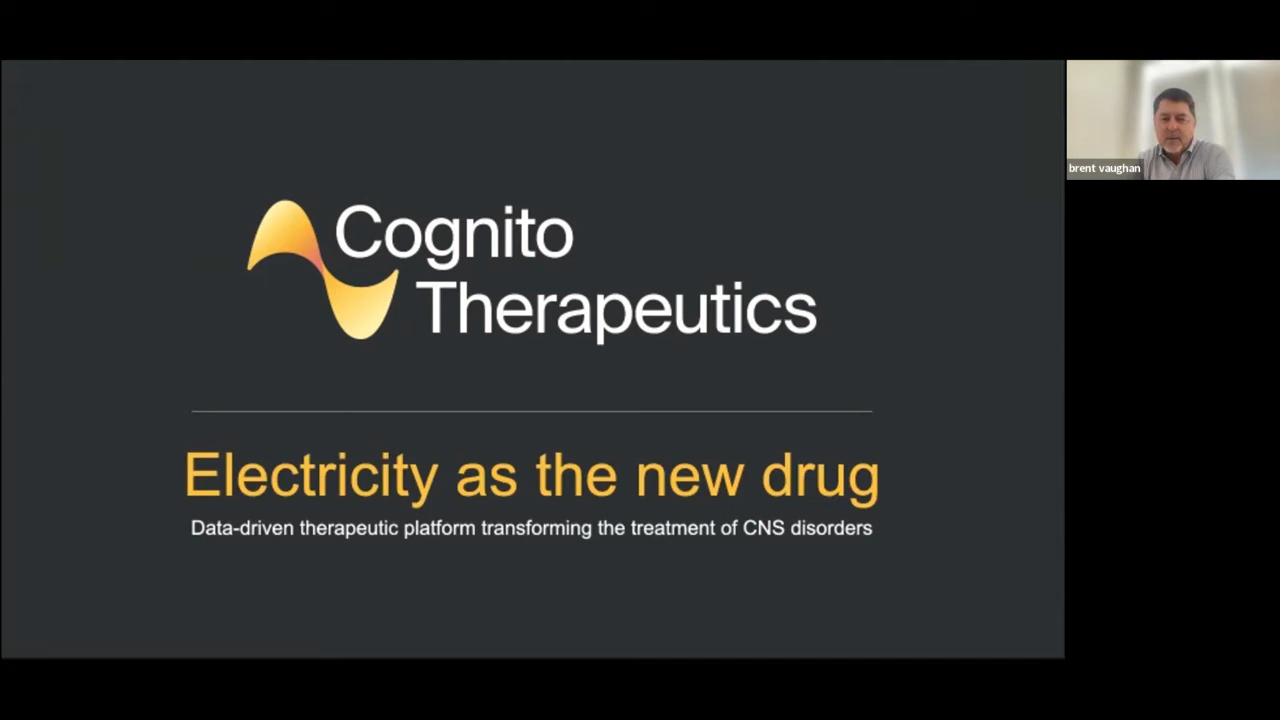 Cognito
Therapeutics
Electricity as the new drug
Data-driven therapeutic platform transforming the treatment of CNS disorders
brent vaughan